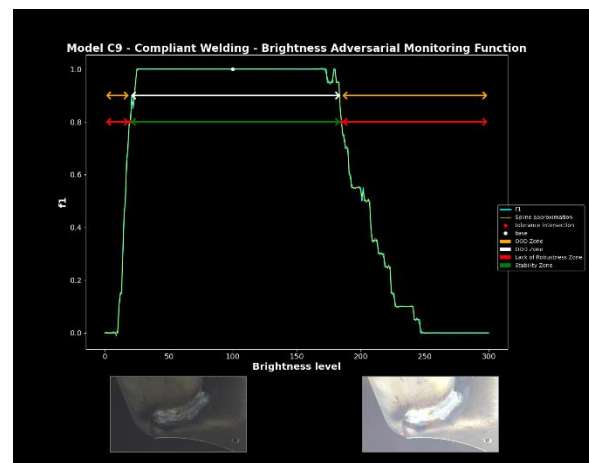 Model C9 - Compliant Welding - Brightness Adversarial Monitoring Function
1.0
0.8
0.6
0.4
0.2
0.0
f1
0
50
100
150
200
250
300
Brightness level
f1
Spline approximation
tolerance intersection
base
OOD Zone
ODD Zone
Lack of Robustness Zone
Stability Zone